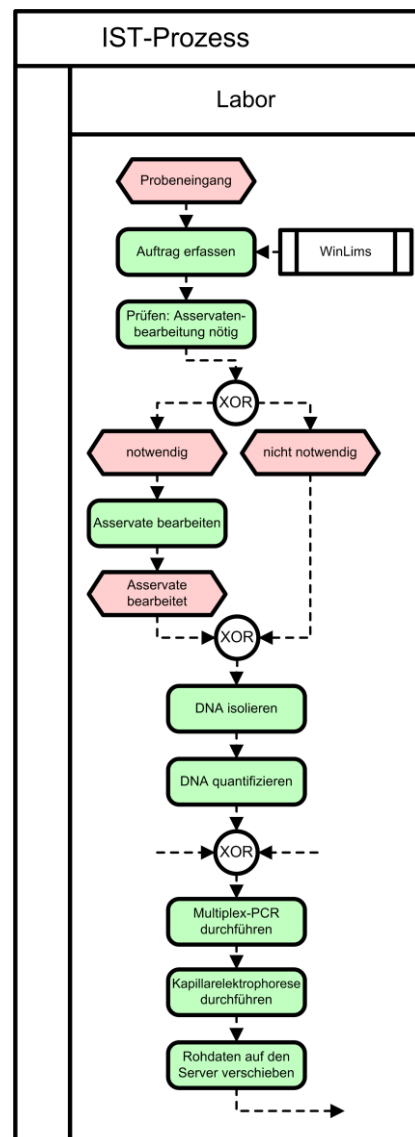 IST-Prozess
Labor
Probeneingang
Auftrag erfassen
WinLims
Prüfen: Asservaten-
bearbeitung nötig
XOR
notwendig
nicht notwendig
Asservate bearbeiten
Asservate
bearbeitet
XOR
DNA isolieren
DNA quantifizieren
XOR
Multiplex-PCR
durchführen
Kapillarelektrophorese
durchführen
Rohdaten auf den
Server verschieben